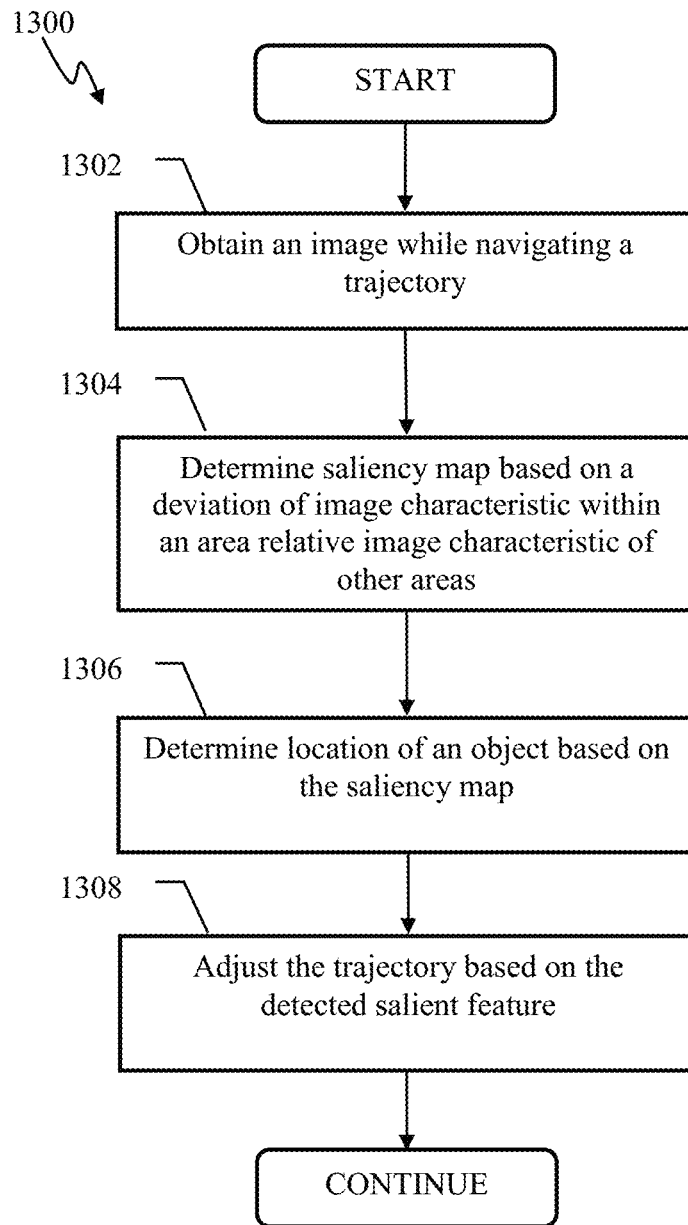 1300
START
1302
Obtain an image while navigating a
trajectory
1304
Determine saliency map based on a
deviation of image characteristic within
an area relative image characteristic of
other areas
1306
Determine location of an object based on
the saliency map
1308
Adjust the trajectory based on the
detected salient feature
CONTINUE